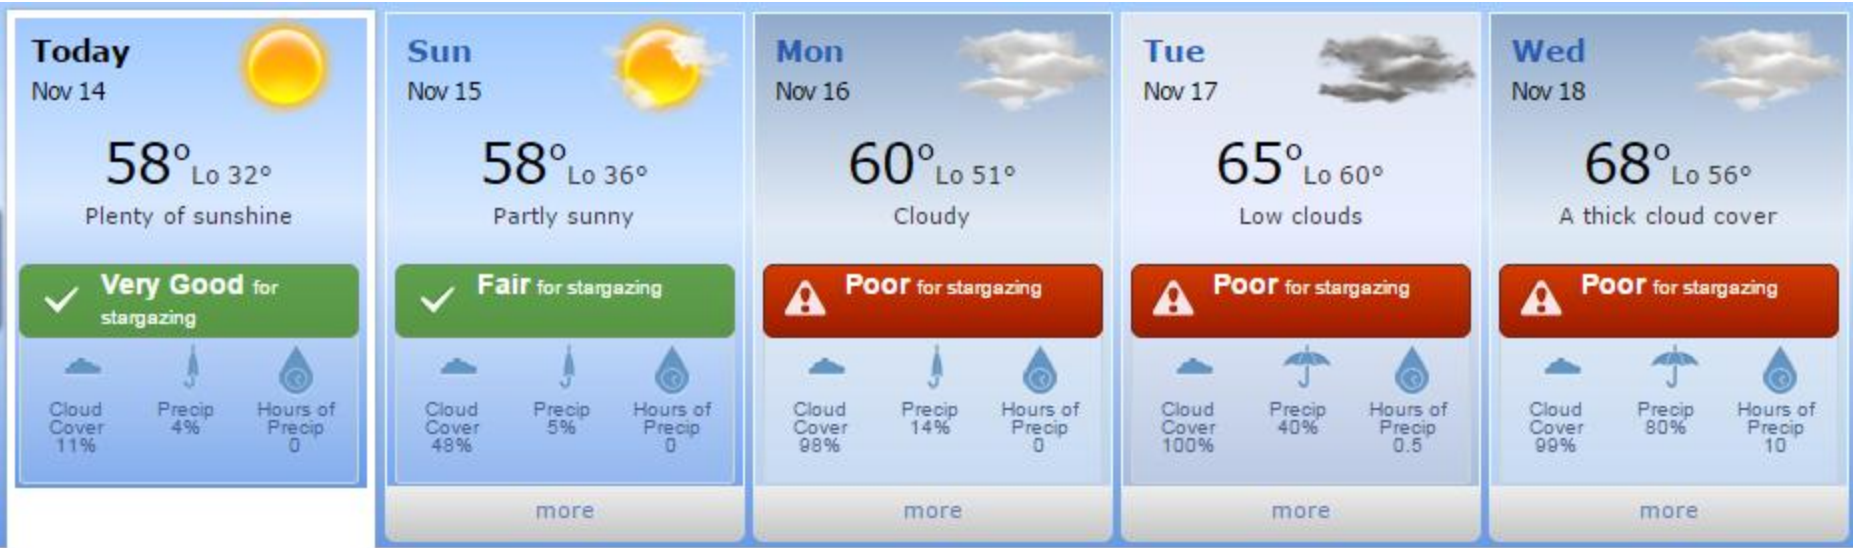 Today
Nov 14
58° Lo 32°
Plenty of sunshine
Very Good for
stargazing
Cloud
Cover
11%
Precip
4%
Hours of
Precip
0
Sun
Nov 15
58° Lo 36°
Partly sunny
Fair for stargazing
Cloud
Cover
48%
Precip
5%
Hours of
Precip
0
more
Mon
Nov 16
60° Lo 51°
Cloudy
Poor for stargazing
Cloud
Cover
98%
Precip
14%
Hours of
Precip
0
more
Tue
Nov 17
65° Lo 60°
Low clouds
Poor for stargazing
Cloud
Cover
100%
Precip
40%
Hours of
Precip
0.5
more
Wed
Nov 18
68° Lo 56°
A thick cloud cover
Poor for stargazing
Cloud
Cover
99%
Precip
80%
Hours of
Precip
10
more